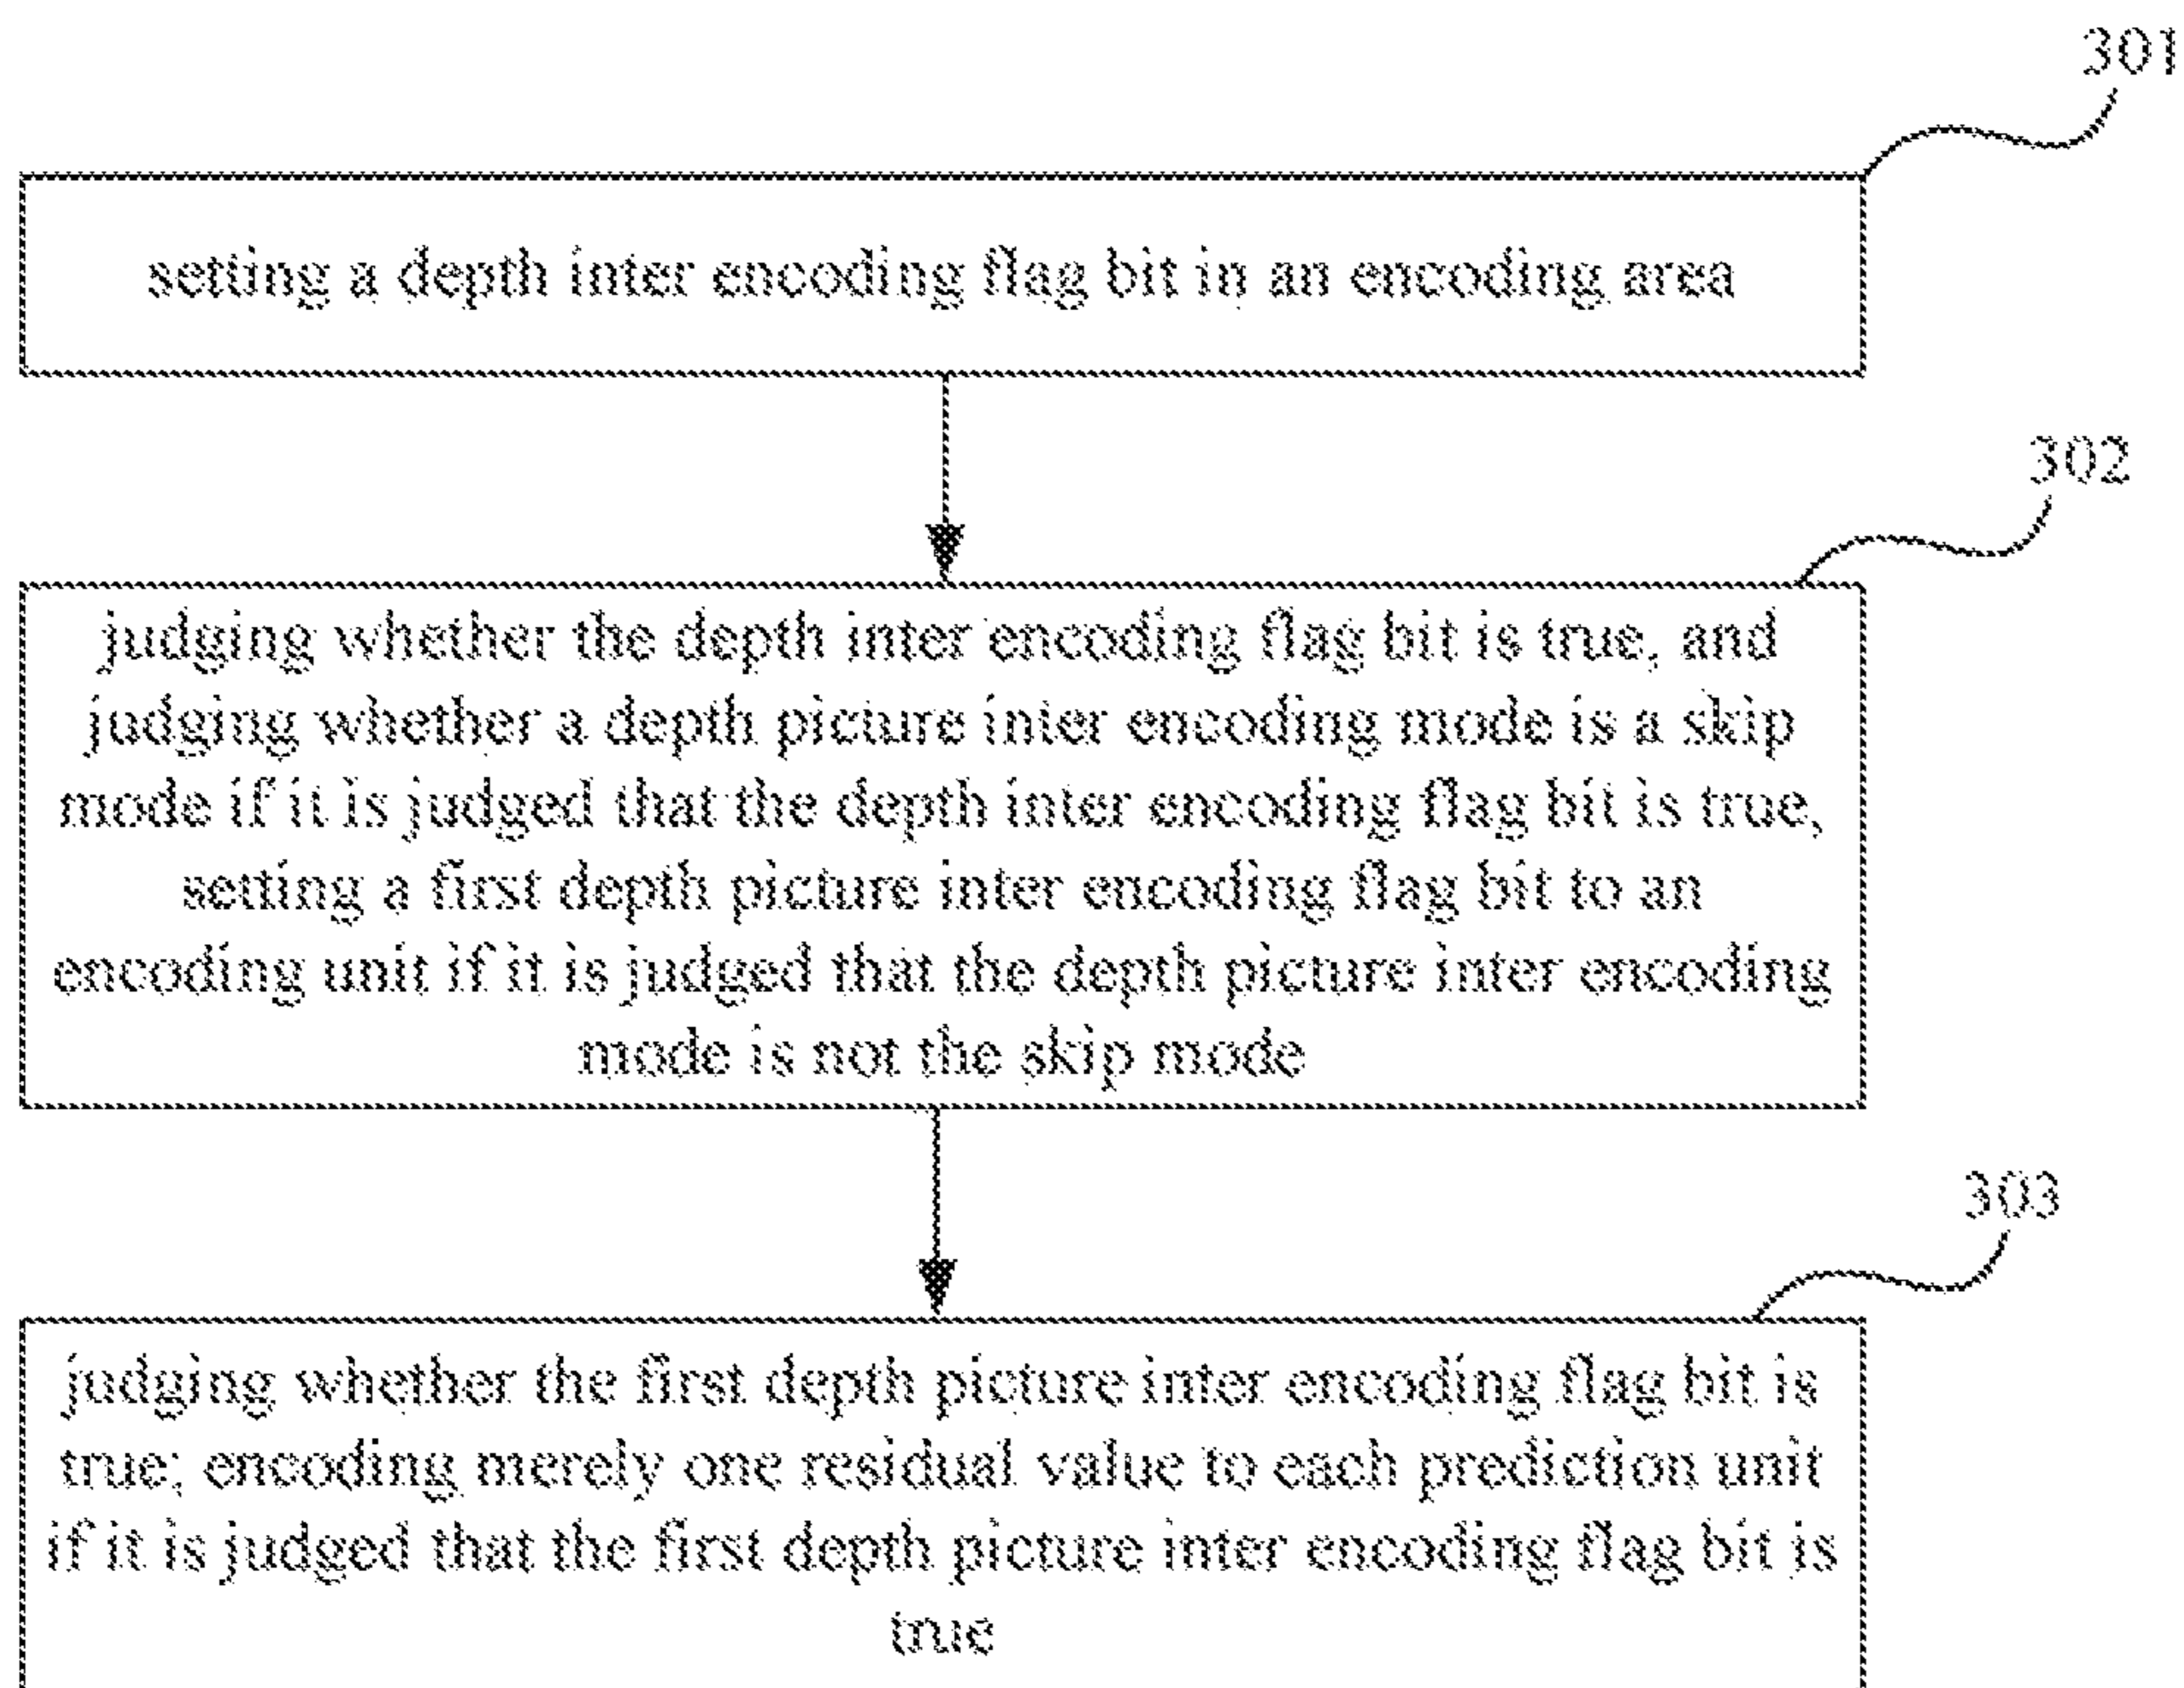 301
setting a depth inter encoding flag bit in an encoding area
302
judging whether the depth inter encoding flag bit is true, and
judging whether a depth picture inter encoding mode is a skip
mode if it is judged that the depth inter encoding flag bit is true,
setting a first depth picture inter encoding flag bit to an
encoding unit if it is judged that the depth picture inter encoding
mode is not the skip mode
303
judging whether the first depth picture inter encoding flag bit is
true; encoding merely one residual value to each prediction unit
if it is judged that the first depth picture inter encoding flag bit is
true